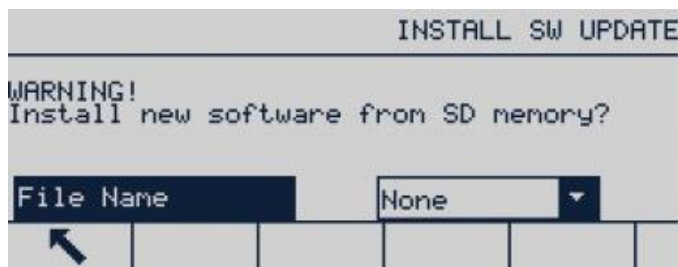 INSTALL SW UPDATE
WARNING!
Install new software from SD memory?
File Name
None